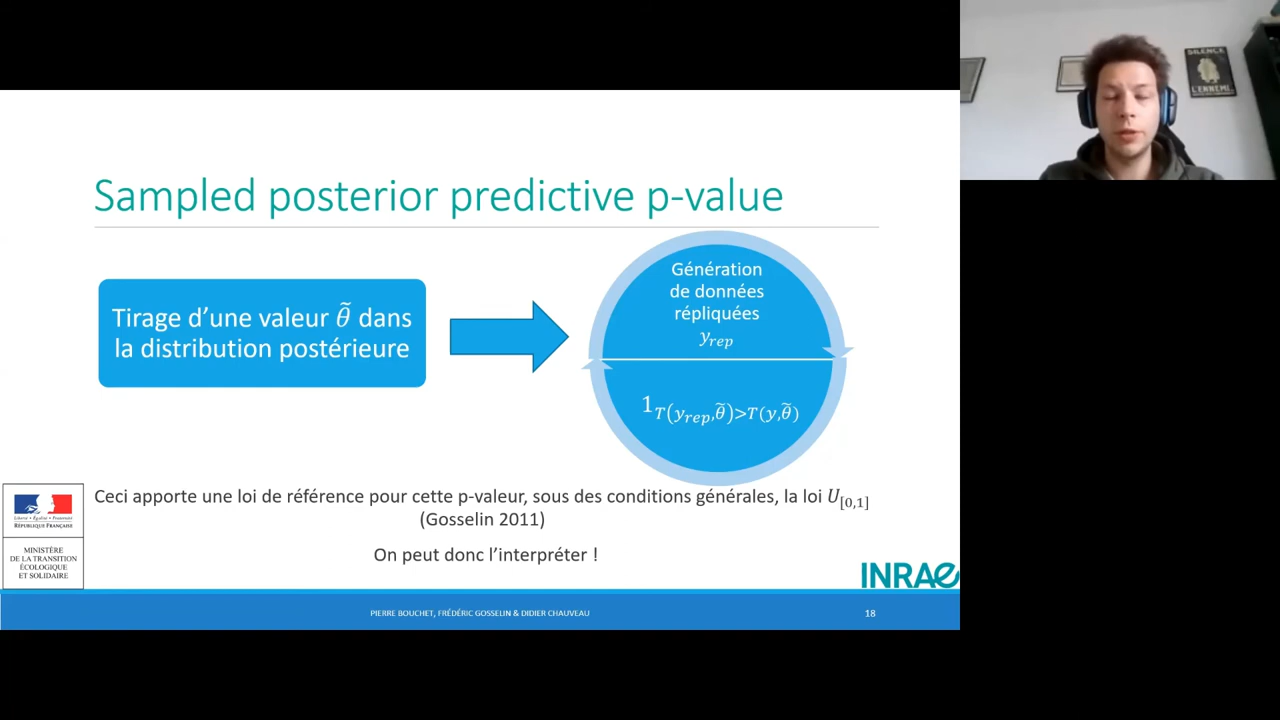 SILENCE
L'ENNEMI.
Sampled posterior predictive p-value
Tirage d'une valeur θ̃ dans
la distribution postérieure
Génération
de données
répliquées
y_rep
1_T(y_rep,θ̃)>T(y,θ̃)
Ceci apporte une loi de référence pour cette p-valeur, sous des conditions générales, la loi U_[0,1]
(Gosselin 2011)
On peut donc l'interpréter !
Liberté • Égalité • Fraternité
RÉPUBLIQUE FRANÇAISE
MINISTÈRE
DE LA TRANSITION
ÉCOLOGIQUE
ET SOLIDAIRE
INRAE
PIERRE BOUCHET, FRÉDÉRIC GOSSELIN & DIDIER CHAUVEAU
18